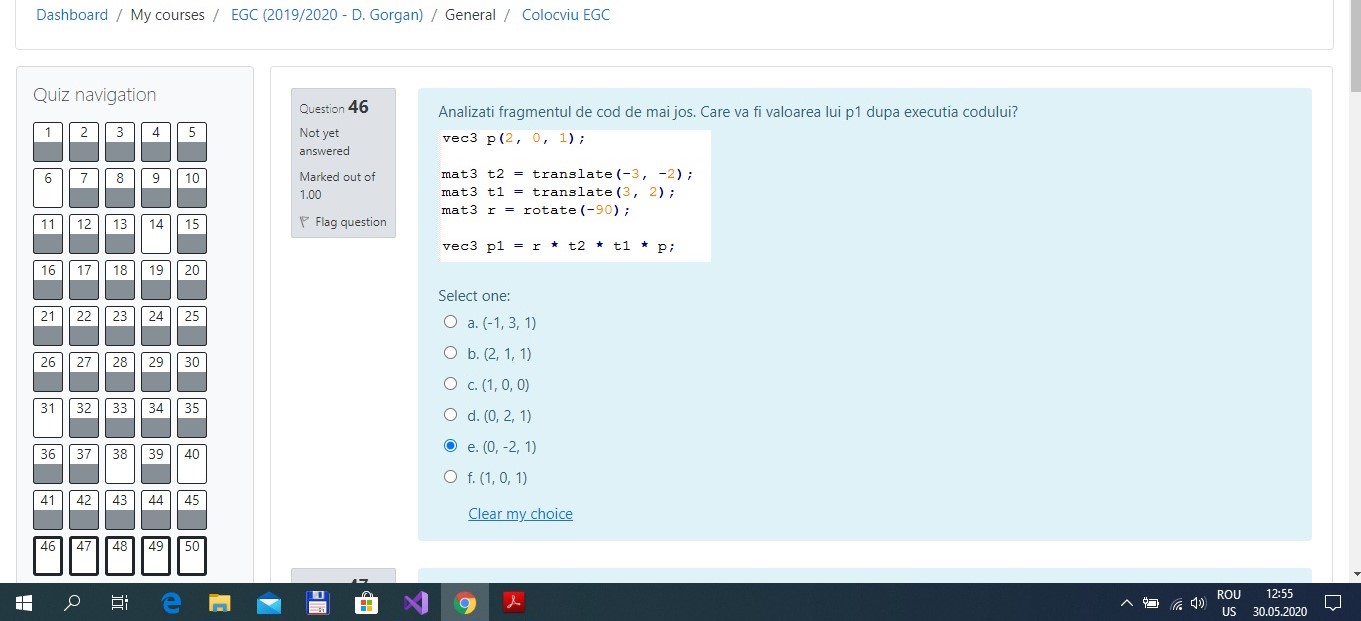 Dashboard / My courses / EGC (2019/2020 - D. Gorgan) / General / Colocviu EGC
Quiz navigation
1 2 3 4 5
6 7 8 9 10
11 12 13 14 15
16 17 18 19 20
21 22 23 24 25
26 27 28 29 30
31 32 33 34 35
36 37 38 39 40
41 42 43 44 45
46 47 48 49 50
Question 46
Not yet
answered
Marked out of
1.00
Flag question
Analizati fragmentul de cod de mai jos. Care va fi valoarea lui p1 dupa executia codului?
vec3 p(2, 0, 1);
mat3 t2 = translate(-3, -2);
mat3 t1 = translate(3, 2);
mat3 r = rotate(-90);
vec3 p1 = r * t2 * t1 * p;
Select one:
a. (-1, 3, 1)
b. (2, 1, 1)
c. (1, 0, 0)
d. (0, 2, 1)
e. (0, -2, 1)
f. (1, 0, 1)
Clear my choice
47
ROU
US
12:55
30.05.2020